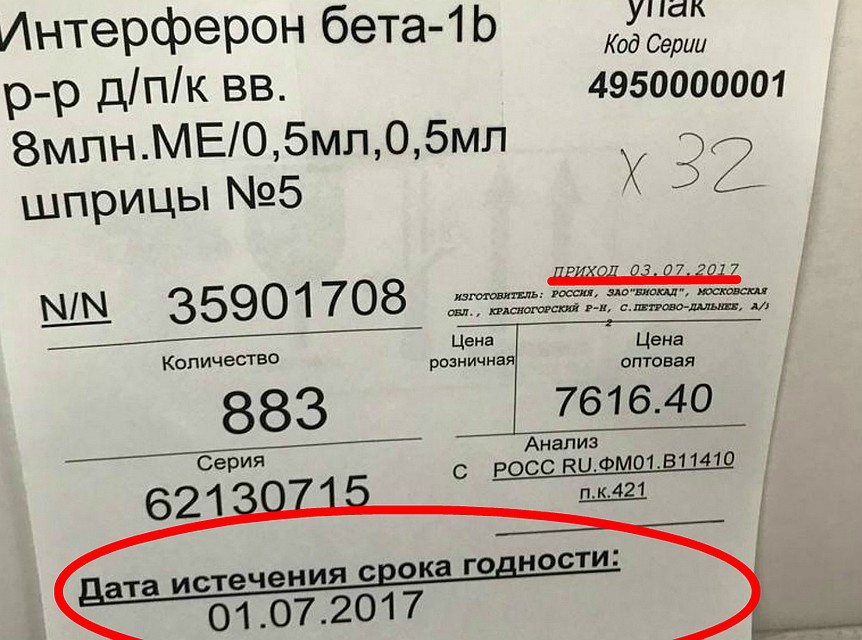 Интерферон бета-1b
р-р д/п/к вв.
8млн.МЕ/0,5мл,0,5мл
шприцы №5
упак
Код Серии
4950000001
х 32
ПРИХОД 03.07.2017
ИЗГОТОВИТЕЛЬ: РОССИЯ, ЗАО"БИОКАД", МОСКОВСКАЯ
ОБЛ., КРАСНОГОРСКИЙ Р-Н, С.ПЕТРОВО-ДАЛЬНЕЕ, А/З
2
N/N 35901708
Количество
883
Цена розничная
Цена оптовая
7616.40
Серия
62130715
Анализ
С РОСС RU.ФМ01.В11410
п.к.421
Дата истечения срока годности:
01.07.2017